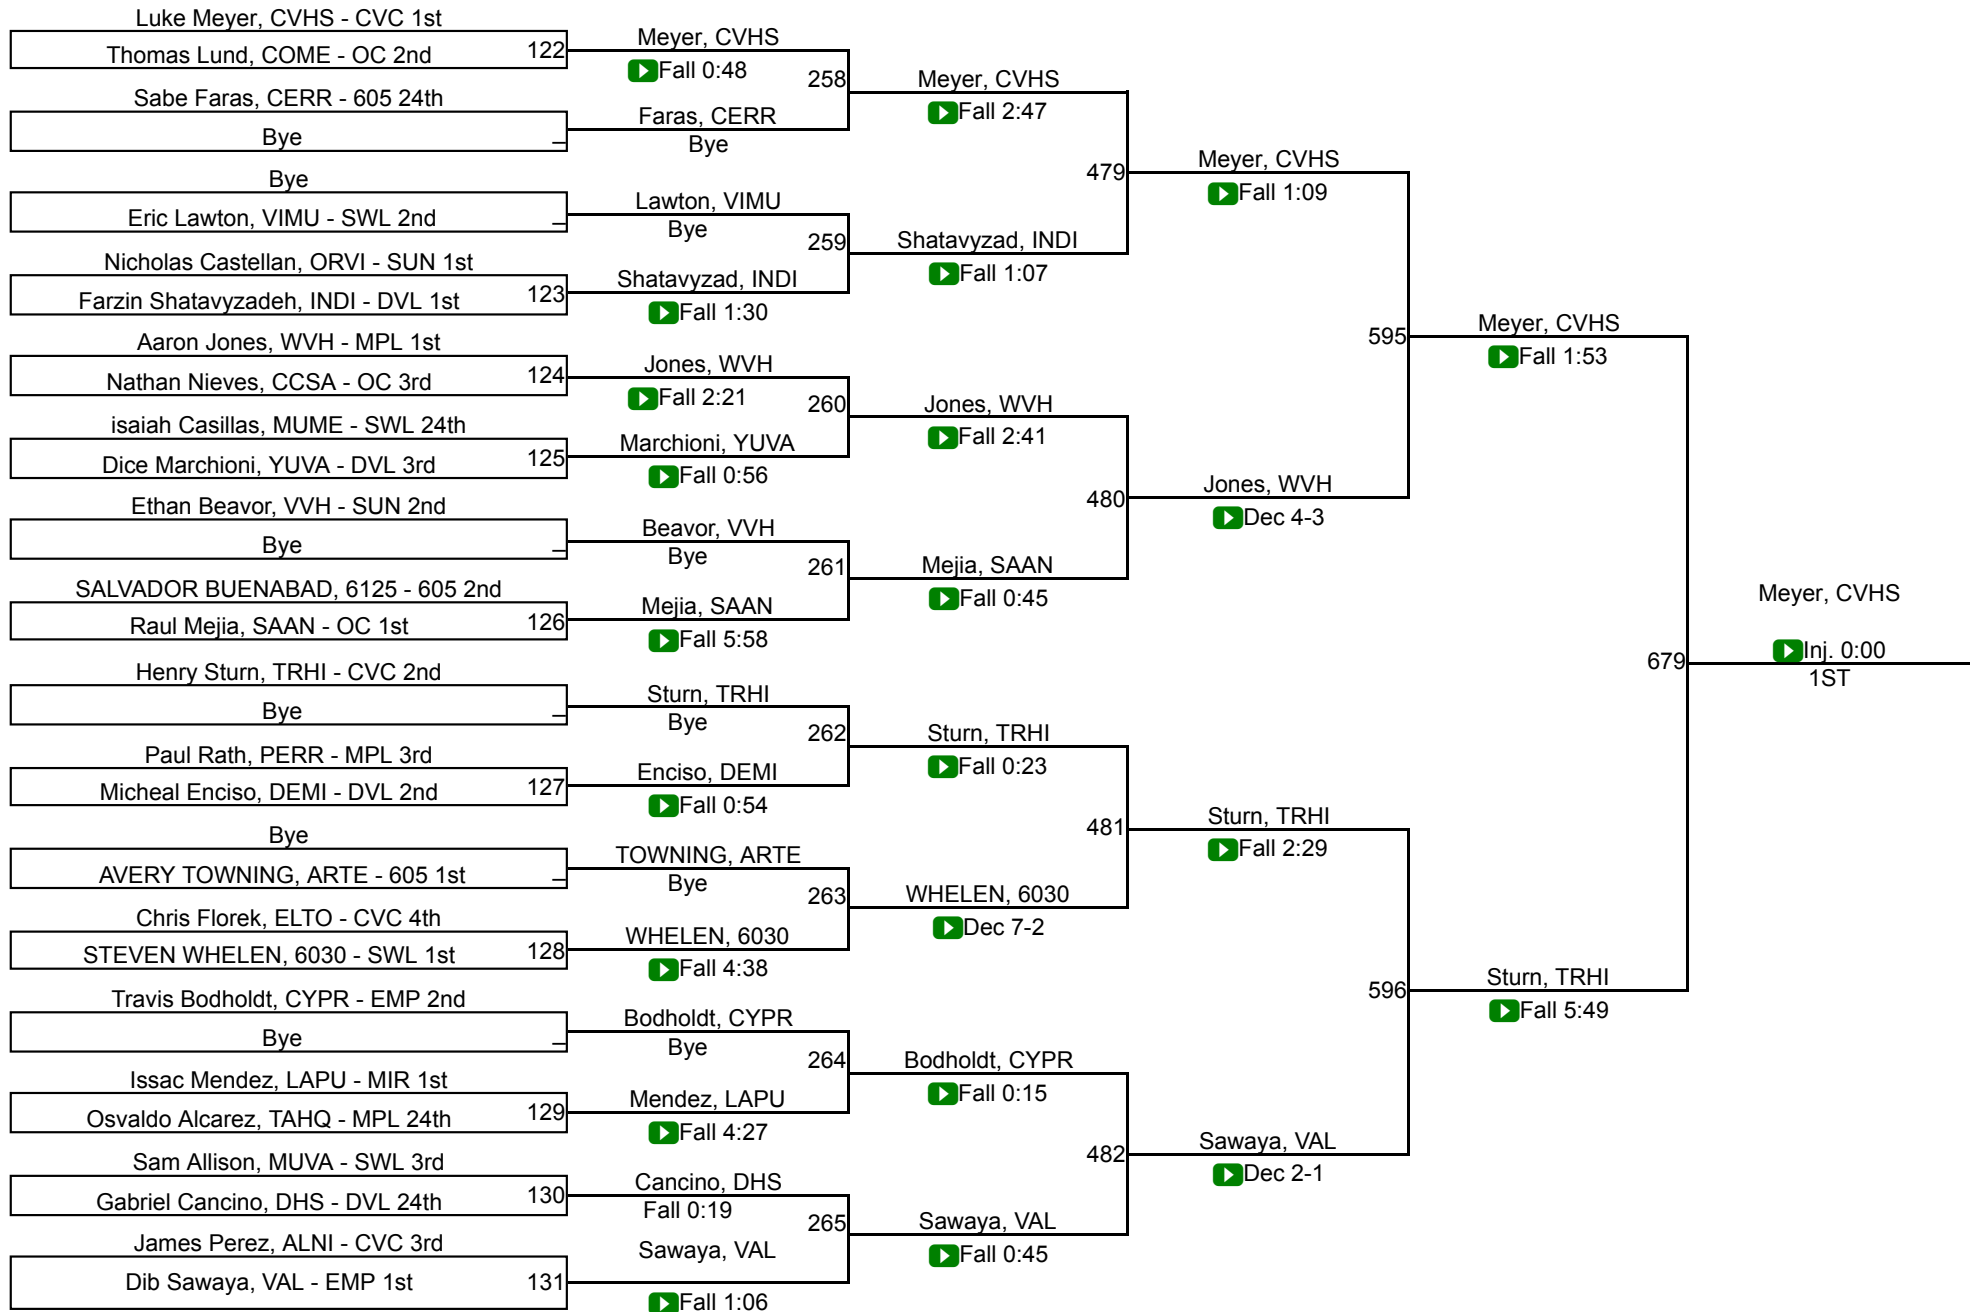 Luke Meyer, CVHS - CVC 1st
Thomas Lund, COME - OC 2nd
122
Sabe Faras, CERR - 605 24th
Bye
Bye
Eric Lawton, VIMU - SWL 2nd
Nicholas Castellan, ORVI - SUN 1st
Farzin Shatavyzadeh, INDI - DVL 1st
123
Aaron Jones, WVH - MPL 1st
Nathan Nieves, CCSA - OC 3rd
124
isaiah Casillas, MUME - SWL 24th
Dice Marchioni, YUVA - DVL 3rd
125
Ethan Beavor, VVH - SUN 2nd
Bye
SALVADOR BUENABAD, 6125 - 605 2nd
Raul Mejia, SAAN - OC 1st
126
Henry Sturn, TRHI - CVC 2nd
Bye
Paul Rath, PERR - MPL 3rd
Micheal Enciso, DEMI - DVL 2nd
127
Bye
AVERY TOWNING, ARTE - 605 1st
Chris Florek, ELTO - CVC 4th
STEVEN WHELEN, 6030 - SWL 1st
128
Travis Bodholdt, CYPR - EMP 2nd
Bye
Issac Mendez, LAPU - MIR 1st
Osvaldo Alcarez, TAHQ - MPL 24th
129
Sam Allison, MUVA - SWL 3rd
Gabriel Cancino, DHS - DVL 24th
130
James Perez, ALNI - CVC 3rd
Dib Sawaya, VAL - EMP 1st
131
Meyer, CVHS
Fall 0:48
258
Faras, CERR
Bye
Lawton, VIMU
Bye
259
Shatavyzad, INDI
Fall 1:30
Jones, WVH
Fall 2:21
260
Marchioni, YUVA
Fall 0:56
Beavor, VVH
Bye
261
Mejia, SAAN
Fall 5:58
Sturn, TRHI
Bye
262
Enciso, DEMI
Fall 0:54
TOWNING, ARTE
Bye
263
WHELEN, 6030
Fall 4:38
Bodholdt, CYPR
Bye
264
Mendez, LAPU
Fall 4:27
Cancino, DHS
Fall 0:19
265
Sawaya, VAL
Fall 1:06
Meyer, CVHS
Fall 2:47
479
Shatavyzad, INDI
Fall 1:07
Jones, WVH
Fall 2:41
480
Mejia, SAAN
Fall 0:45
Sturn, TRHI
Fall 0:23
481
WHELEN, 6030
Dec 7-2
Bodholdt, CYPR
Fall 0:15
482
Sawaya, VAL
Fall 0:45
Meyer, CVHS
Fall 1:09
595
Jones, WVH
Dec 4-3
Sturn, TRHI
Fall 2:29
596
Sawaya, VAL
Dec 2-1
Meyer, CVHS
Fall 1:53
679
Sturn, TRHI
Fall 5:49
Meyer, CVHS
Inj. 0:00
1ST